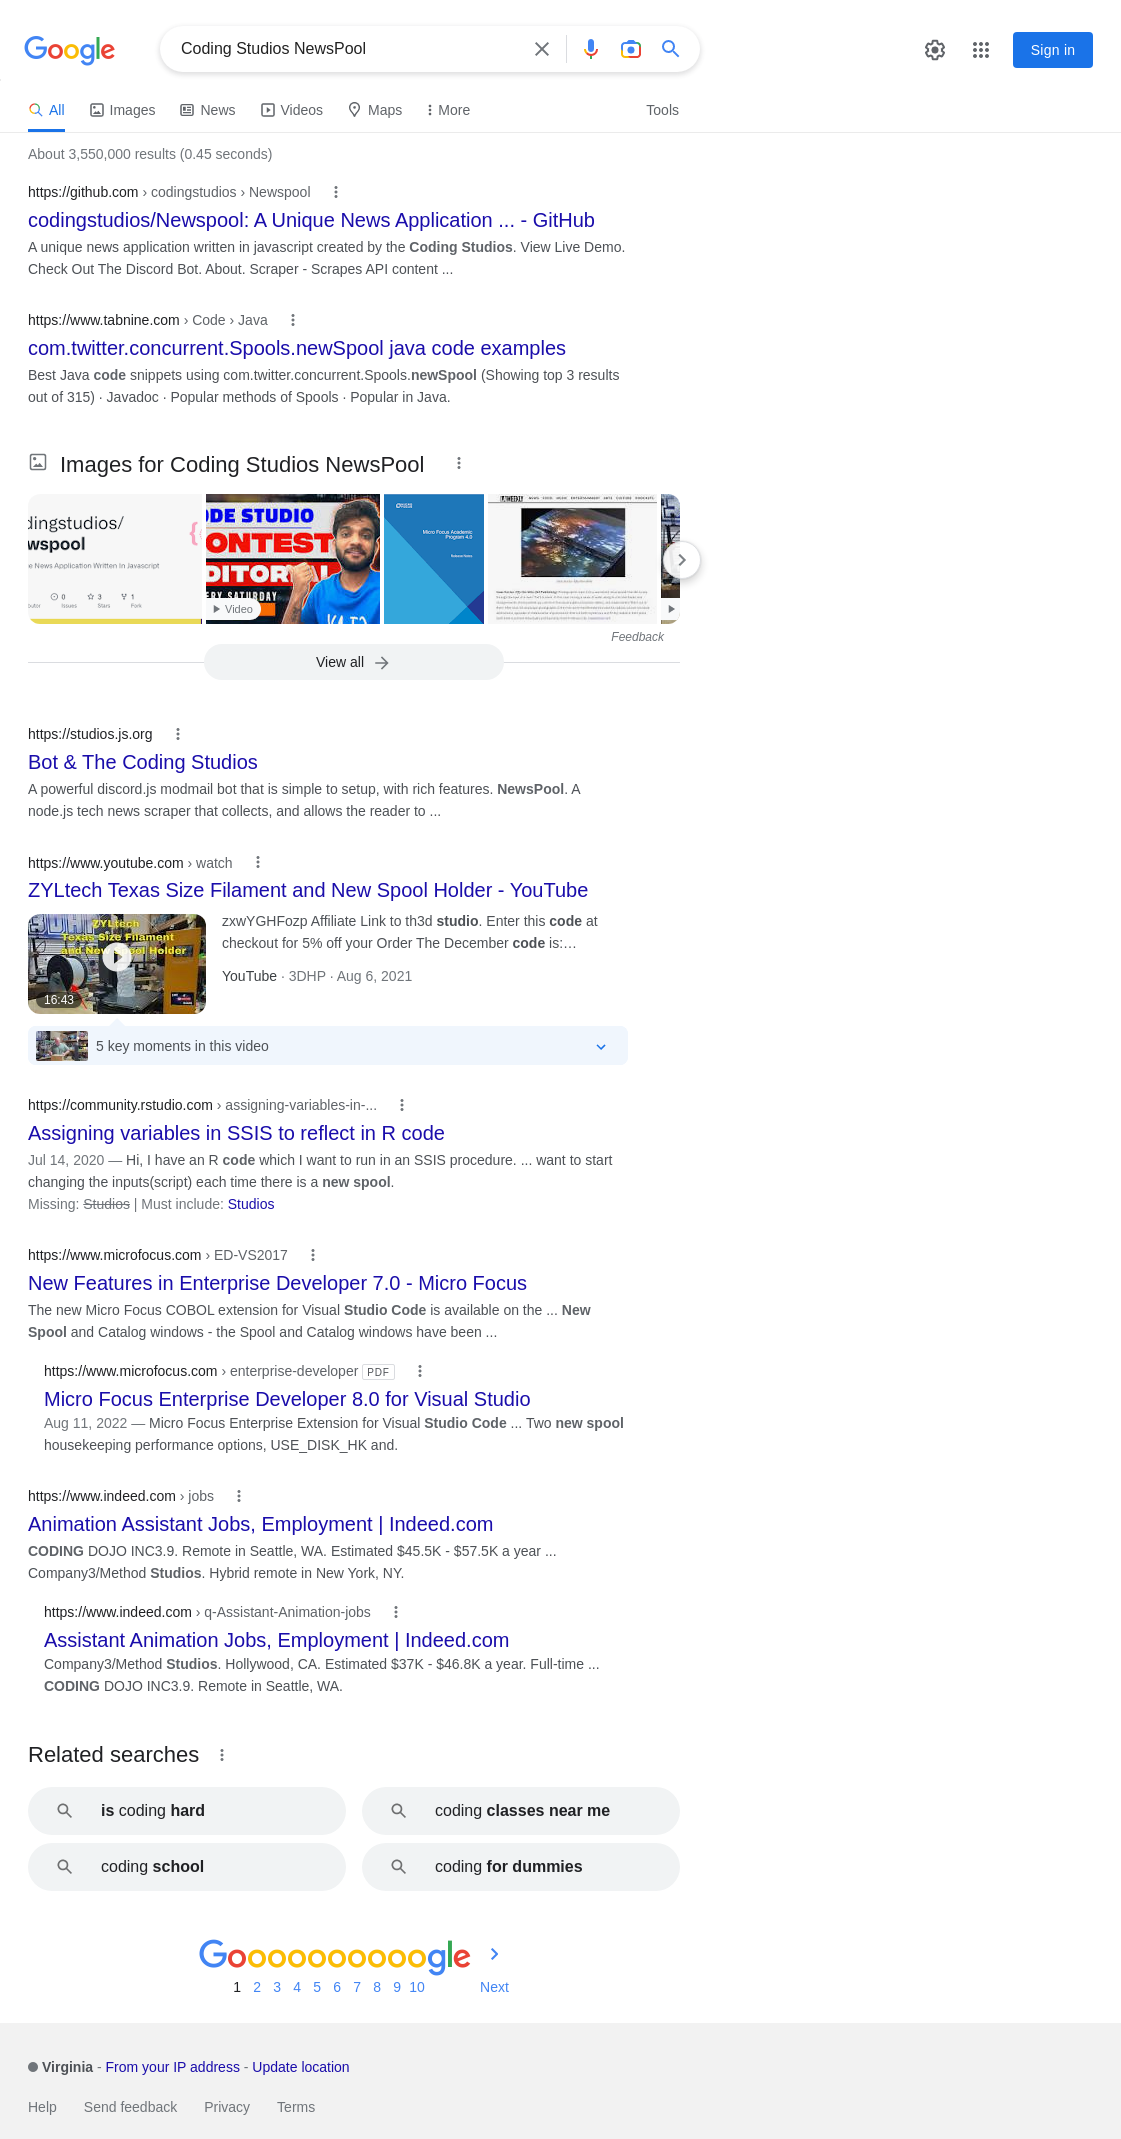 Google
Coding Studios NewsPool
Sign in
All
Images
News
Videos
Maps
More
Tools
About 3,550,000 results (0.45 seconds)
https://github.com › codingstudios › Newspool
codingstudios/Newspool: A Unique News Application ... - GitHub
A unique news application written in javascript created by the Coding Studios. View Live Demo.
Check Out The Discord Bot. About. Scraper - Scrapes API content ...
https://www.tabnine.com › Code › Java
com.twitter.concurrent.Spools.newSpool java code examples
Best Java code snippets using com.twitter.concurrent.Spools.newSpool (Showing top 3 results
out of 315) · Javadoc · Popular methods of Spools · Popular in Java.
Images for Coding Studios NewsPool
dingstudios/
wspool
e News Application Written In Javascript
Issues
Stars
Fork
ODE STUDIO
CONTEST
EDITORIAL
EVERY SATURDAY
Video
Micro Focus Academic
Program 4.0
Release Notes
WEEKLY
Feedback
View all
https://studios.js.org
Bot & The Coding Studios
A powerful discord.js modmail bot that is simple to setup, with rich features. NewsPool. A
node.js tech news scraper that collects, and allows the reader to ...
https://www.youtube.com › watch
ZYLtech Texas Size Filament and New Spool Holder - YouTube
ZYLtech
Texas Size Filament
and New Spool Holder
16:43
zxwYGHFozp Affiliate Link to th3d studio. Enter this code at
checkout for 5% off your Order The December code is:…
YouTube · 3DHP · Aug 6, 2021
5 key moments in this video
https://community.rstudio.com › assigning-variables-in-...
Assigning variables in SSIS to reflect in R code
Jul 14, 2020 — Hi, I have an R code which I want to run in an SSIS procedure. ... want to start
changing the inputs(script) each time there is a new spool.
Missing: Studios | Must include: Studios
https://www.microfocus.com › ED-VS2017
New Features in Enterprise Developer 7.0 - Micro Focus
The new Micro Focus COBOL extension for Visual Studio Code is available on the ... New
Spool and Catalog windows - the Spool and Catalog windows have been ...
https://www.microfocus.com › enterprise-developer PDF
Micro Focus Enterprise Developer 8.0 for Visual Studio
Aug 11, 2022 — Micro Focus Enterprise Extension for Visual Studio Code ... Two new spool
housekeeping performance options, USE_DISK_HK and.
https://www.indeed.com › jobs
Animation Assistant Jobs, Employment | Indeed.com
CODING DOJO INC3.9. Remote in Seattle, WA. Estimated $45.5K - $57.5K a year ...
Company3/Method Studios. Hybrid remote in New York, NY.
https://www.indeed.com › q-Assistant-Animation-jobs
Assistant Animation Jobs, Employment | Indeed.com
Company3/Method Studios. Hollywood, CA. Estimated $37K - $46.8K a year. Full-time ...
CODING DOJO INC3.9. Remote in Seattle, WA.
Related searches
is coding hard
coding classes near me
coding school
coding for dummies
Goooooooooogle
1 2 3 4 5 6 7 8 9 10 Next
Virginia - From your IP address - Update location
Help Send feedback Privacy Terms